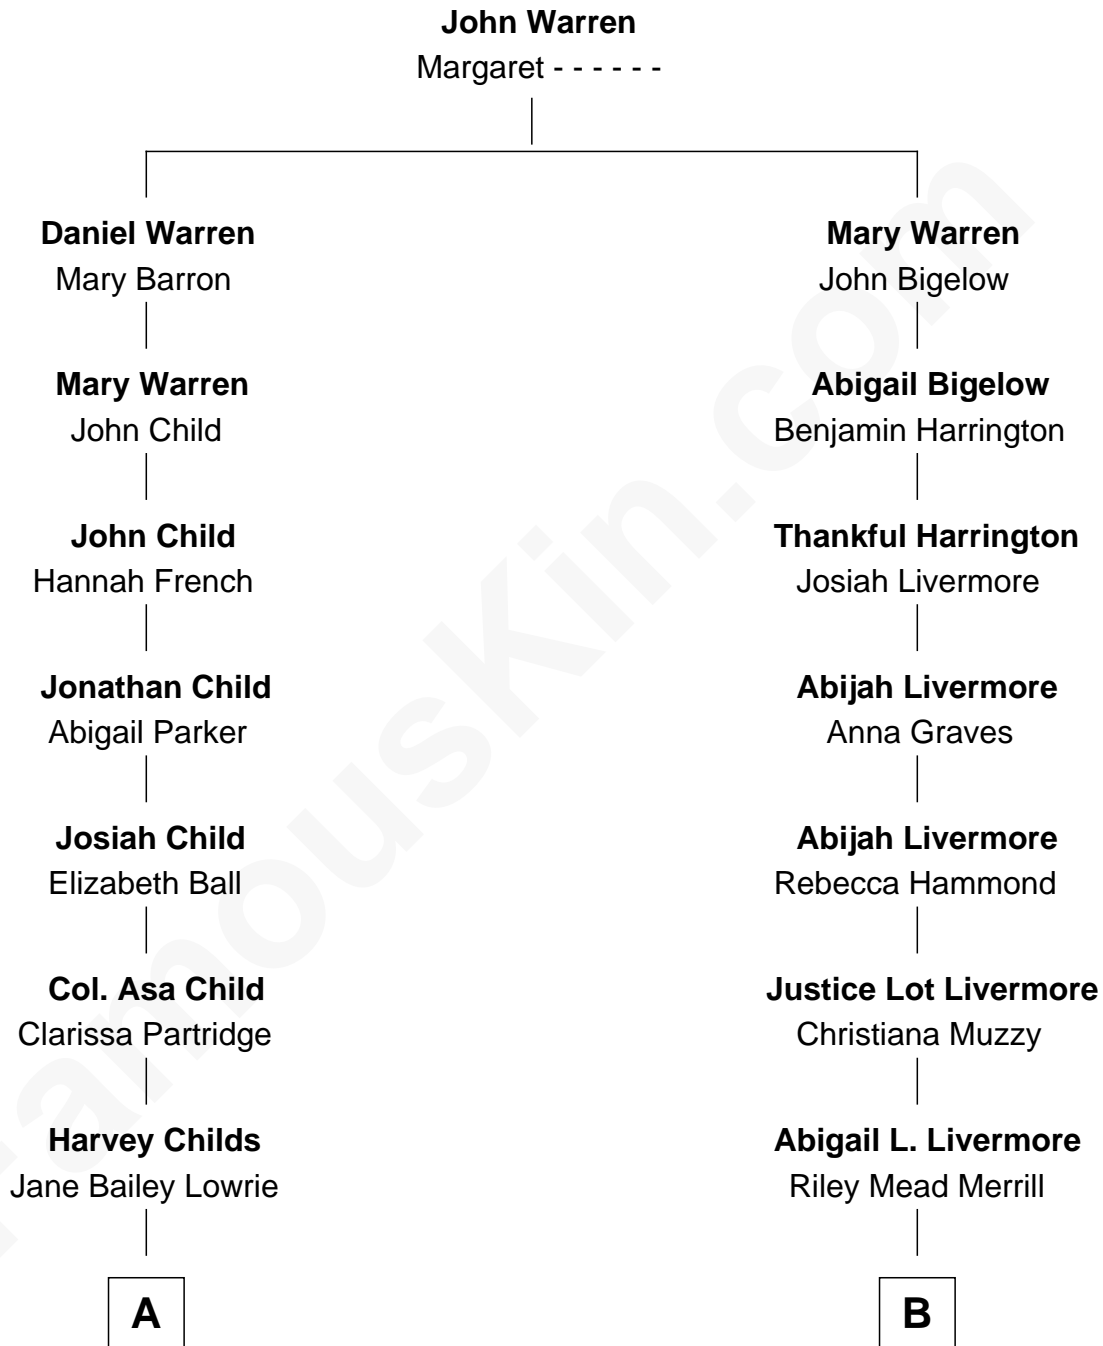 John Warren
Margaret - - - - - -
Daniel Warren
Mary Barron
Mary Warren
John Bigelow
Mary Warren
John Child
Abigail Bigelow
Benjamin Harrington
John Child
Hannah French
Thankful Harrington
Josiah Livermore
Jonathan Child
Abigail Parker
Abijah Livermore
Anna Graves
Josiah Child
Elizabeth Ball
Abijah Livermore
Rebecca Hammond
Col. Asa Child
Clarissa Partridge
Justice Lot Livermore
Christiana Muzzy
Harvey Childs
Jane Bailey Lowrie
Abigail L. Livermore
Riley Mead Merrill
A
B
FamousKin.com